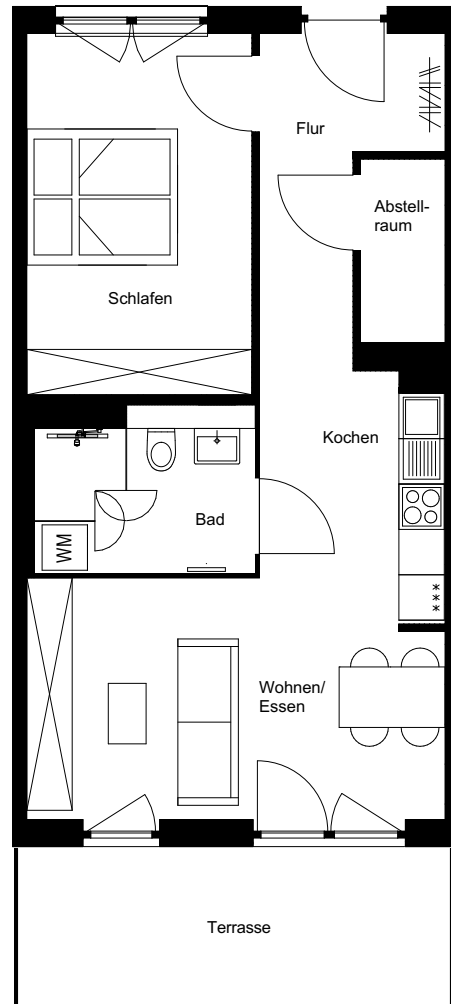 Flur
Abstell-
raum
Schlafen
Kochen
Bad
WM
Wohnen/
Essen
Terrasse